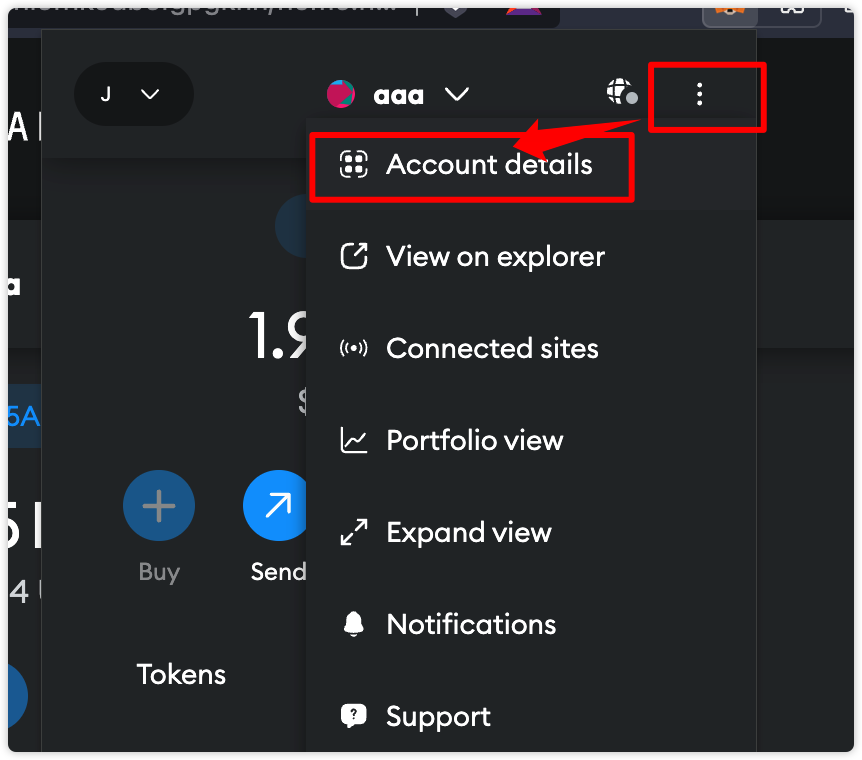 J
aaa
Account details
View on explorer
1.9
Connected sites
$
Portfolio view
5A
Expand view
Buy
Send
4
Notifications
Tokens
Support